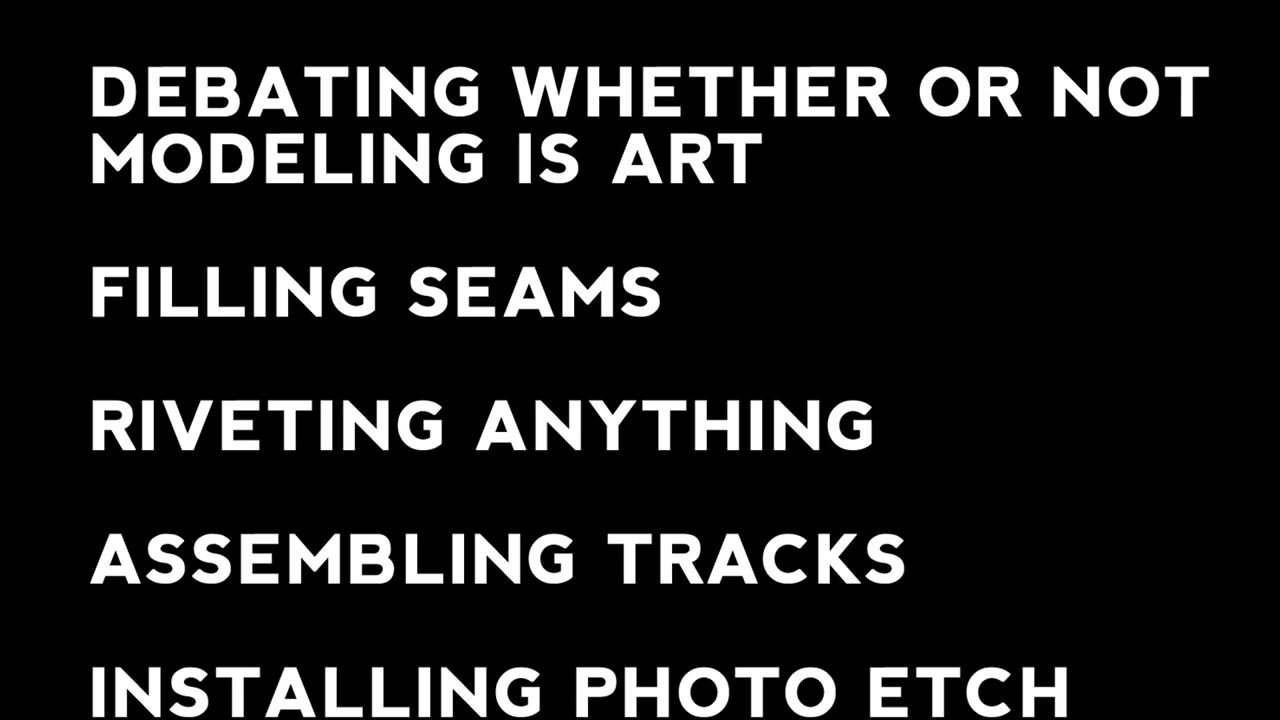 DEBATING WHETHER OR NOT
MODELING IS ART
FILLING SEAMS
RIVETING ANYTHING
ASSEMBLING TRACKS
INSTALLING PHOTO ETCH